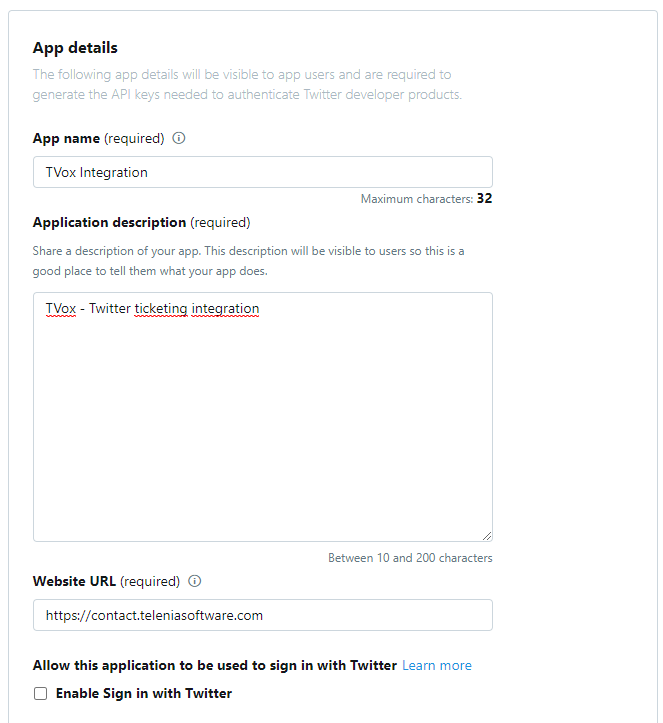 App details
The following app details will be visible to app users and are required to
generate the API keys needed to authenticate Twitter developer products.
App name (required)
TVox Integration
Maximum characters: 32
Application description (required)
Share a description of your app. This description will be visible to users so this is a
good place to tell them what your app does.
TVox - Twitter ticketing integration
Between 10 and 200 characters
Website URL (required)
https://contact.teleniasoftware.com
Allow this application to be used to sign in with Twitter Learn more
Enable Sign in with Twitter